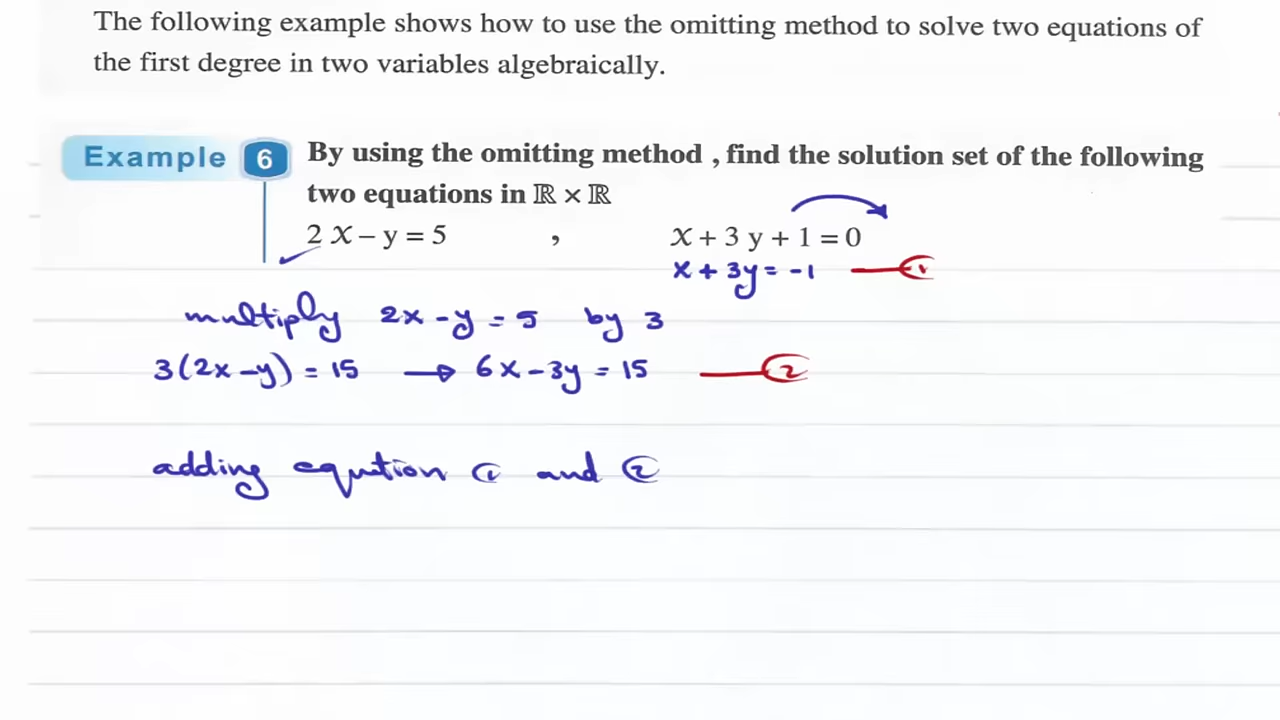 The following example shows how to use the omitting method to solve two equations of
the first degree in two variables algebraically.
Example 6 By using the omitting method , find the solution set of the following
two equations in ℝ × ℝ
2 X – y = 5 , X + 3 y + 1 = 0
x + 3y = -1 ①
multiply 2x - y = 5 by 3
3(2x - y) = 15 → 6x - 3y = 15 ②
adding eqution ① and ②